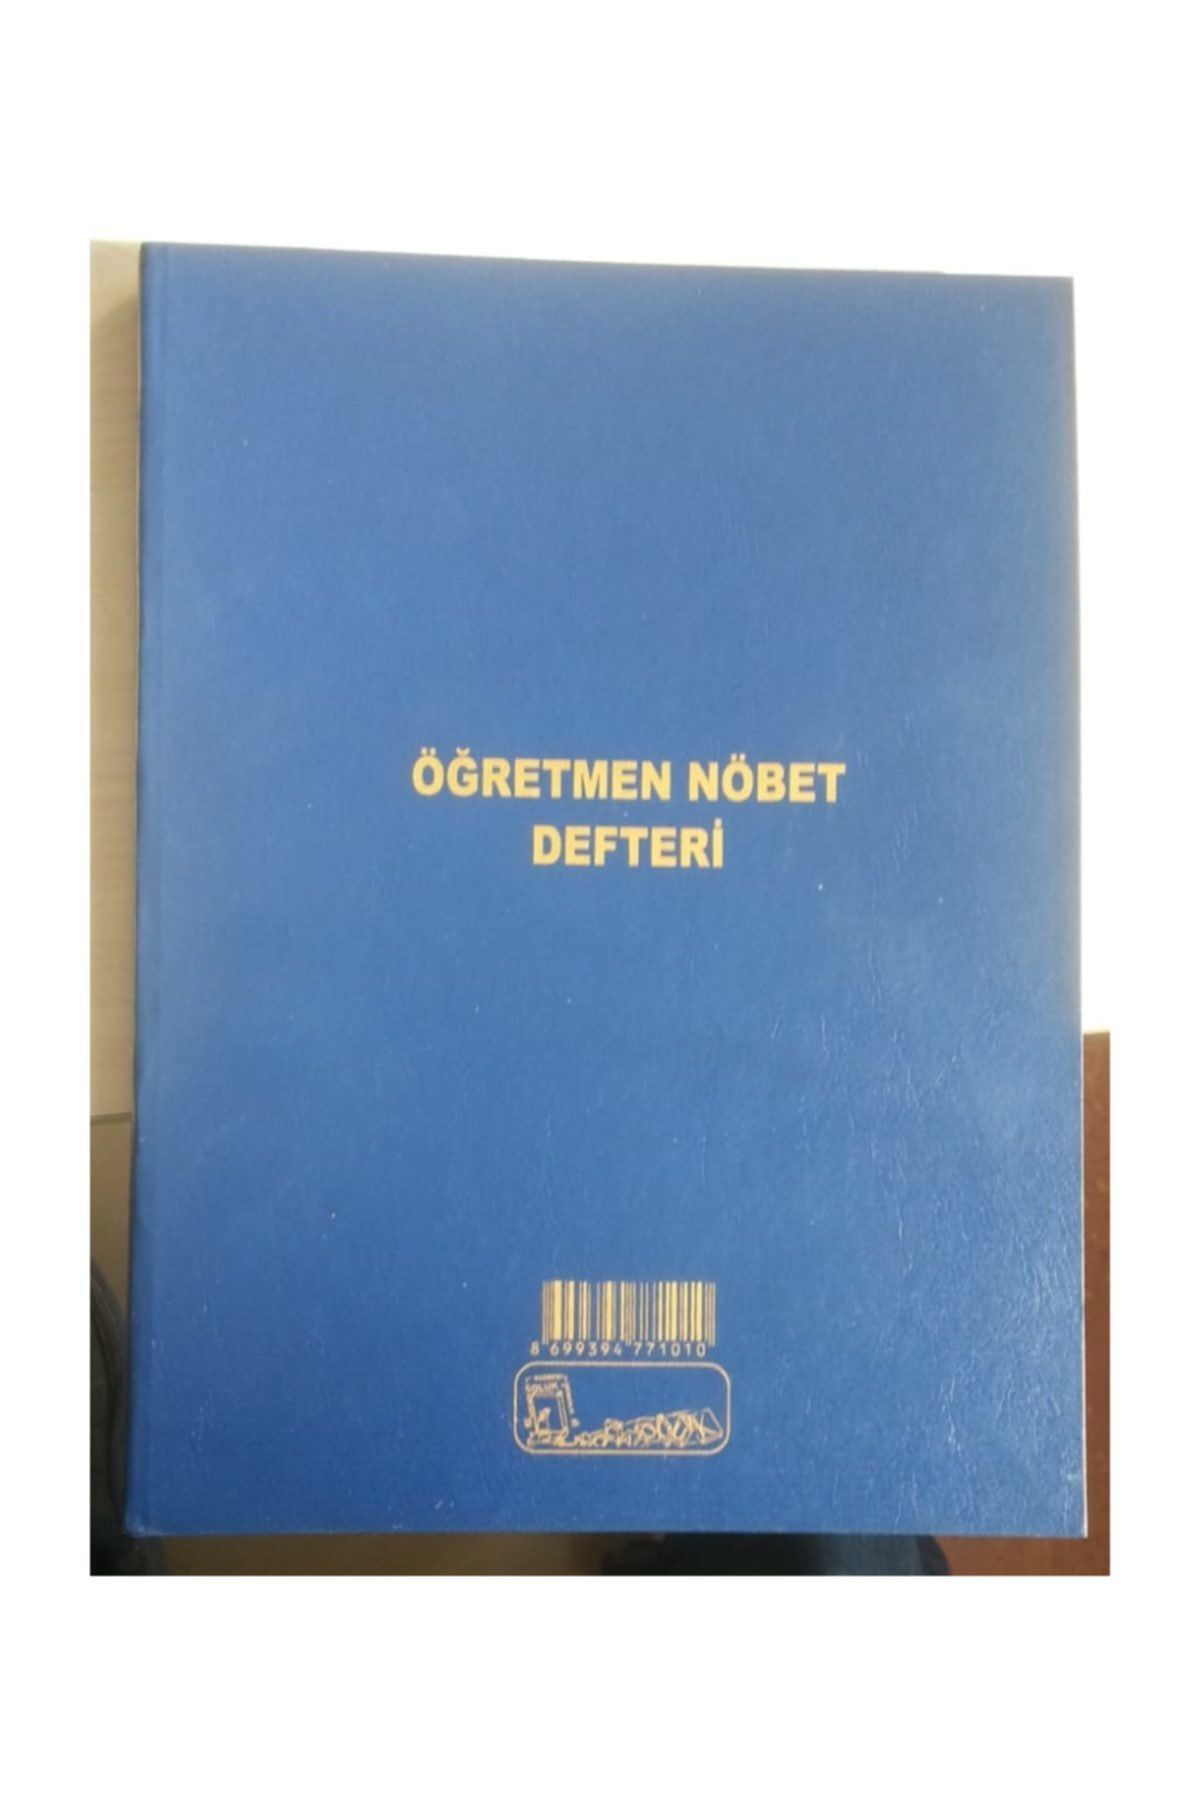 ÖĞRETMEN NÖBET
DEFTERİ
8 699394 771010